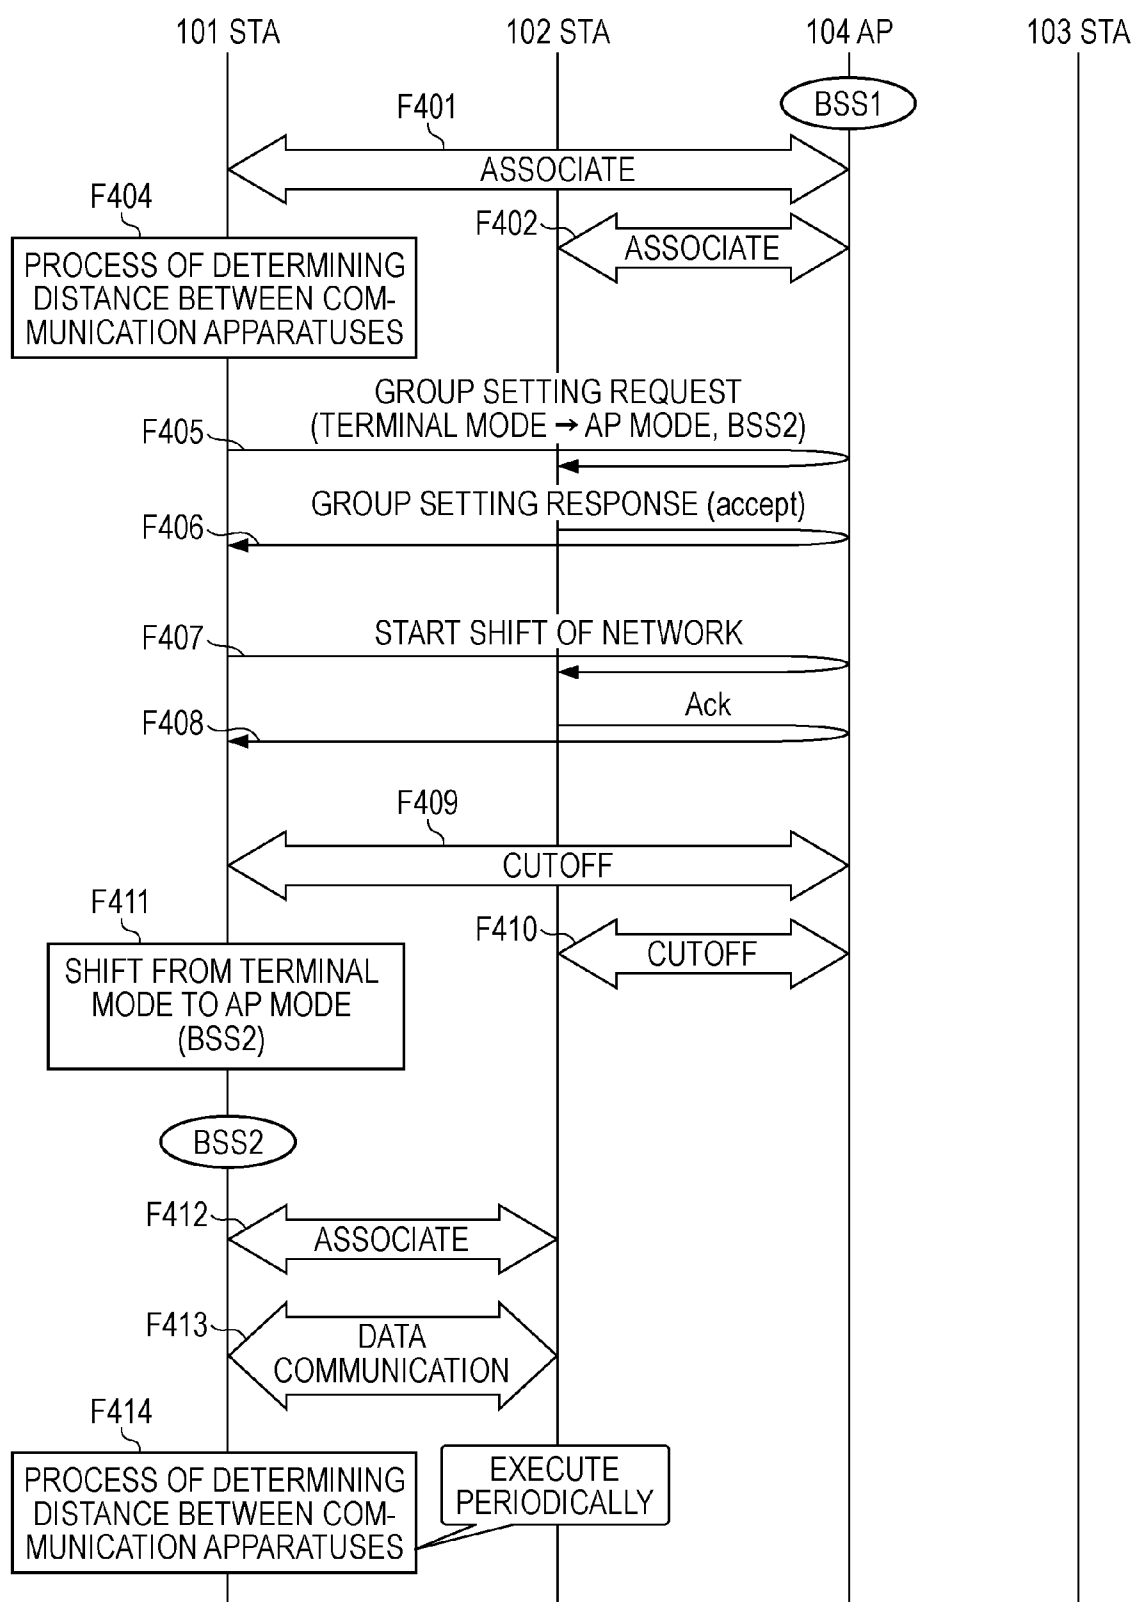 101 STA
102 STA
104 AP
103 STA
BSS1
F401
ASSOCIATE
F404
F402
ASSOCIATE
PROCESS OF DETERMINING
DISTANCE BETWEEN COM-
MUNICATION APPARATUSES
GROUP SETTING REQUEST
(TERMINAL MODE → AP MODE, BSS2)
F405
GROUP SETTING RESPONSE (accept)
F406
F407
START SHIFT OF NETWORK
Ack
F408
F409
CUTOFF
F411
F410
CUTOFF
SHIFT FROM TERMINAL
MODE TO AP MODE
(BSS2)
BSS2
F412
ASSOCIATE
F413
DATA
COMMUNICATION
F414
PROCESS OF DETERMINING
DISTANCE BETWEEN COM-
MUNICATION APPARATUSES
EXECUTE
PERIODICALLY